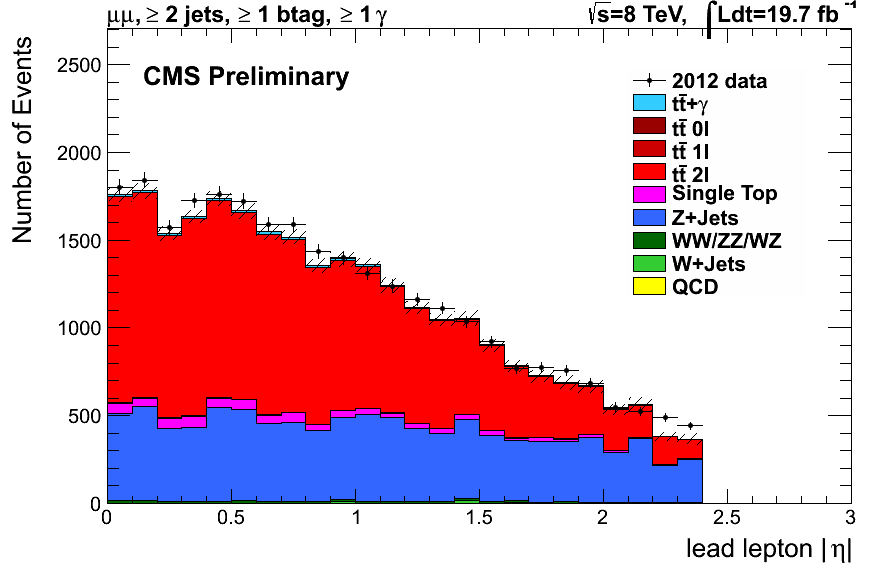 μμ, ≥ 2 jets, ≥ 1 btag, ≥ 1 γ
√s=8 TeV, ∫Ldt=19.7 fb⁻¹
CMS Preliminary
2012 data
tt̄+γ
tt̄ 0l
tt̄ 1l
tt̄ 2l
Single Top
Z+Jets
WW/ZZ/WZ
W+Jets
QCD
Number of Events
2500
2000
1500
1000
500
0
0 0.5 1 1.5 2 2.5 3
lead lepton |η|